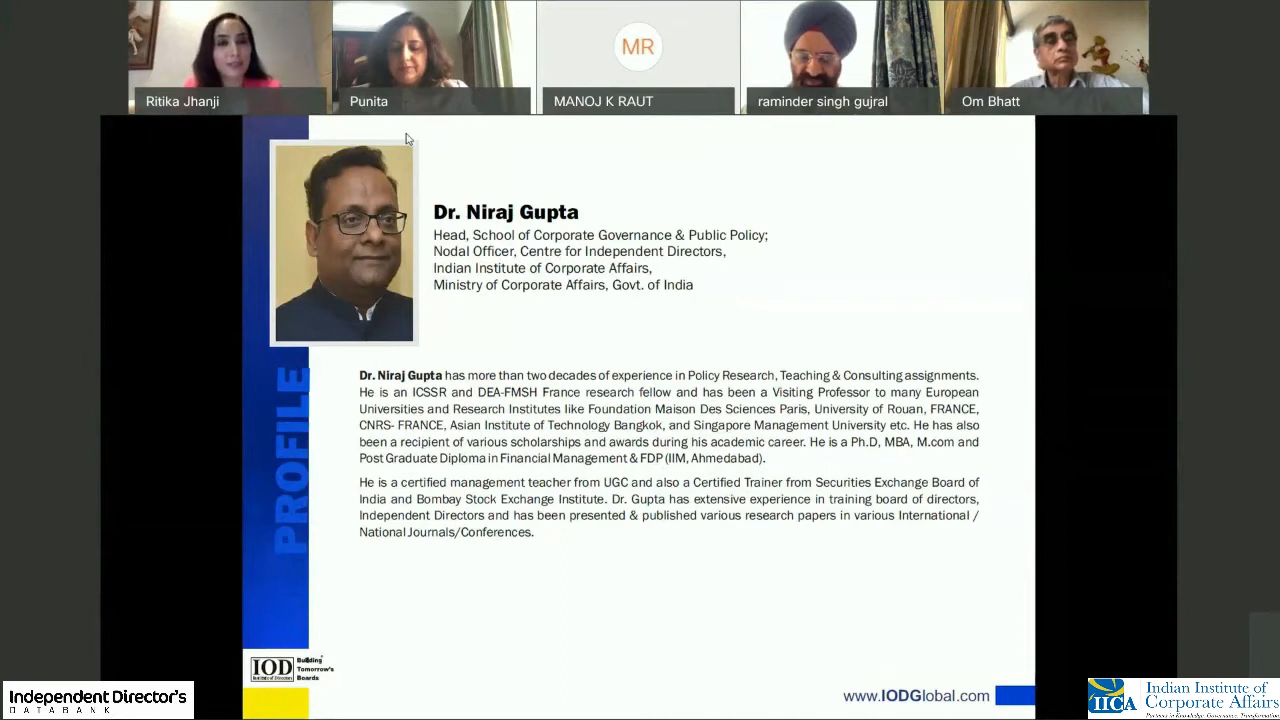 Ritika Jhanji
Punita
MR
MANOJ K RAUT
raminder singh gujral
Om Bhatt
Dr. Niraj Gupta
Head, School of Corporate Governance & Public Policy;
Nodal Officer, Centre for Independent Directors,
Indian Institute of Corporate Affairs,
Ministry of Corporate Affairs, Govt. of India
PROFILE
Dr. Niraj Gupta has more than two decades of experience in Policy Research, Teaching & Consulting assignments.
He is an ICSSR and DEA-FMSH France research fellow and has been a Visiting Professor to many European
Universities and Research Institutes like Foundation Maison Des Sciences Paris, University of Rouan, FRANCE,
CNRS- FRANCE, Asian Institute of Technology Bangkok, and Singapore Management University etc. He has also
been a recipient of various scholarships and awards during his academic career. He is a Ph.D, MBA, M.com and
Post Graduate Diploma in Financial Management & FDP (IIM, Ahmedabad).
He is a certified management teacher from UGC and also a Certified Trainer from Securities Exchange Board of
India and Bombay Stock Exchange Institute. Dr. Gupta has extensive experience in training board of directors,
Independent Directors and has been presented & published various research papers in various International /
National Journals/Conferences.
IOD
Institute of Directors
Building
Tomorrow's
Boards
www.IODGlobal.com
Independent Director's
DATABANK
IICA
Indian Institute of
Corporate Affairs
Partners in Knowledge. Governance. Transformation